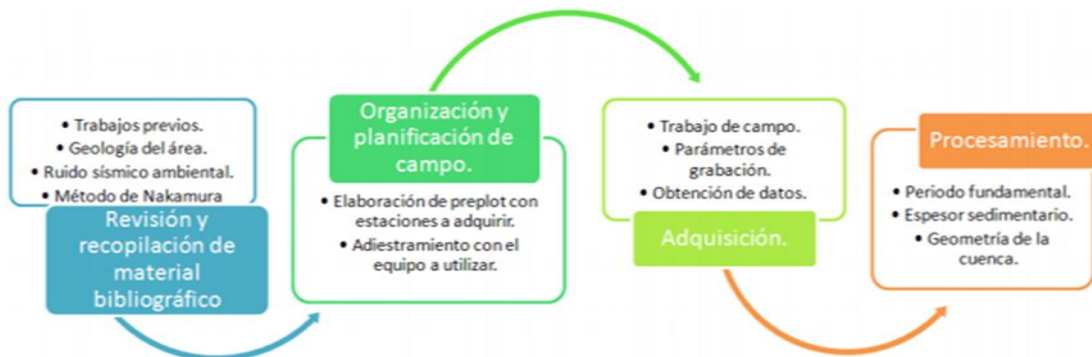 • Trabajos previos.
• Geología del área.
• Ruido sísmico ambiental.
• Método de Nakamura
Revisión y
recopilación de
material
bibliográfico
Organización y
planificación de
campo.
• Elaboración de preplot con
estaciones a adquirir.
• Adiestramiento con el
equipo a utilizar.
• Trabajo de campo.
• Parámetros de
grabación.
• Obtención de datos.
Adquisición.
Procesamiento.
• Periodo fundamental.
• Espesor sedimentario.
• Geometría de la
cuenca.